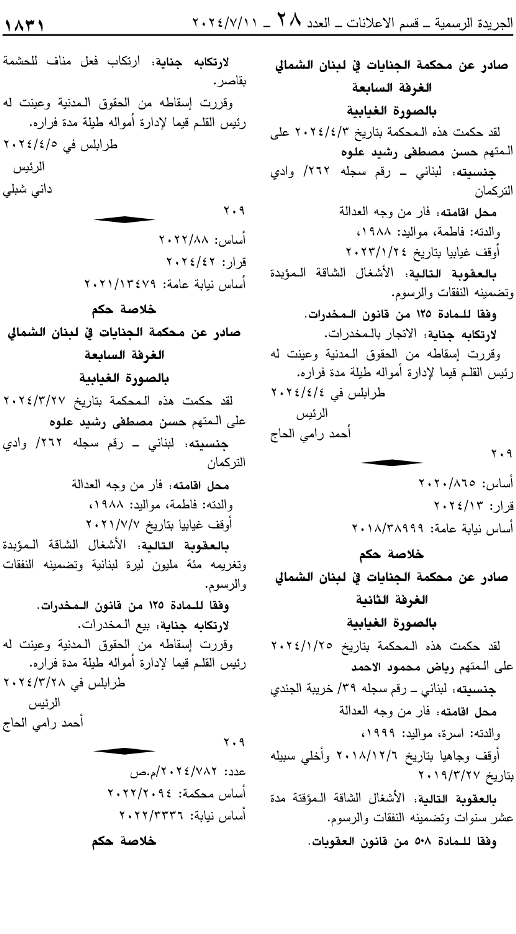 الجريدة الرسمية – قسم الاعلانات – العدد ٢٨ – ٢٠٢٤/٧/١١
١٨٣١
صادر عن محكمة الجنايات في لبنان الشمالي
الغرفة السابعة
بالصورة الغيابية
لقد حكمت هذه المحكمة بتاريخ ٢٠٢٤/٤/٣ على
المتهم حسن مصطفى رشيد علوه
جنسيته: لبناني – رقم سجله ٢٦٢/ وادي
التركمان
محل اقامته: فار من وجه العدالة
والدته: فاطمة، مواليد: ١٩٨٨،
أوقف غيابيا بتاريخ ٢٠٢٣/١/٢٤
بالعقوبة التالية: الأشغال الشاقة المؤبدة
وتضمينه النفقات والرسوم.
وفقا للمادة ١٢٥ من قانون المخدرات.
لارتكابه جناية: الاتجار بالمخدرات.
وقررت إسقاطه من الحقوق المدنية وعينت له
رئيس القلم قيما لإدارة أمواله طيلة مدة فراره.
طرابلس في ٢٠٢٤/٤/٤
الرئيس
أحمد رامي الحاج
٢٠٩
أساس: ٢٠٢٠/٨٦٥
قرار: ٢٠٢٤/١٣
أساس نيابة عامة: ٢٠١٨/٣٨٩٩٩
خلاصة حكم
صادر عن محكمة الجنايات في لبنان الشمالي
الغرفة الثانية
بالصورة الغيابية
لقد حكمت هذه المحكمة بتاريخ ٢٠٢٤/١/٢٥
على المتهم رياض محمود الاحمد
جنسيته: لبناني – رقم سجله ٣٩/ خريبة الجندي
محل اقامته: فار من وجه العدالة
والدته: اسرة، مواليد: ١٩٩٩،
أوقف وجاهيا بتاريخ ٢٠١٨/١٢/٦ وأخلي سبيله
بتاريخ ٢٠١٩/٣/٢٧
بالعقوبة التالية: الأشغال الشاقة المؤقتة مدة
عشر سنوات وتضمينه النفقات والرسوم.
وفقا للمادة ٥٠٨ من قانون العقوبات.
لارتكابه جناية: ارتكاب فعل مناف للحشمة
بقاصر.
وقررت إسقاطه من الحقوق المدنية وعينت له
رئيس القلم قيما لإدارة أمواله طيلة مدة فراره.
طرابلس في ٢٠٢٤/٤/٥
الرئيس
داني شبلي
٢٠٩
أساس: ٢٠٢٢/٨٨
قرار: ٢٠٢٤/٤٢
أساس نيابة عامة: ٢٠٢١/١٣٤٧٩
خلاصة حكم
صادر عن محكمة الجنايات في لبنان الشمالي
الغرفة السابعة
بالصورة الغيابية
لقد حكمت هذه المحكمة بتاريخ ٢٠٢٤/٣/٢٧
على المتهم حسن مصطفى رشيد علوه
جنسيته: لبناني – رقم سجله ٢٦٢/ وادي
التركمان
محل اقامته: فار من وجه العدالة
والدته: فاطمة، مواليد: ١٩٨٨،
أوقف غيابيا بتاريخ ٢٠٢١/٧/٧
بالعقوبة التالية: الأشغال الشاقة المؤبدة
وتغريمه مئة مليون ليرة لبنانية وتضمينه النفقات
والرسوم.
وفقا للمادة ١٢٥ من قانون المخدرات.
لارتكابه جناية: بيع المخدرات.
وقررت إسقاطه من الحقوق المدنية وعينت له
رئيس القلم قيما لإدارة أمواله طيلة مدة فراره.
طرابلس في ٢٠٢٤/٣/٢٨
الرئيس
أحمد رامي الحاج
٢٠٩
عدد: ٢٠٢٤/٧٨٢/م.ص
أساس محكمة: ٢٠٢٢/٢٠٩٤
أساس نيابة: ٢٠٢٢/٣٣٣٦
خلاصة حكم